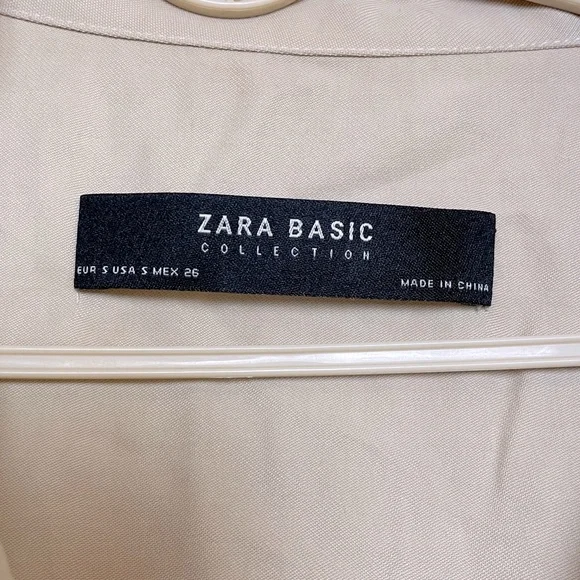 ZARA BASIC
COLLECTION
EUR S USA S MEX 26
MADE IN CHINA